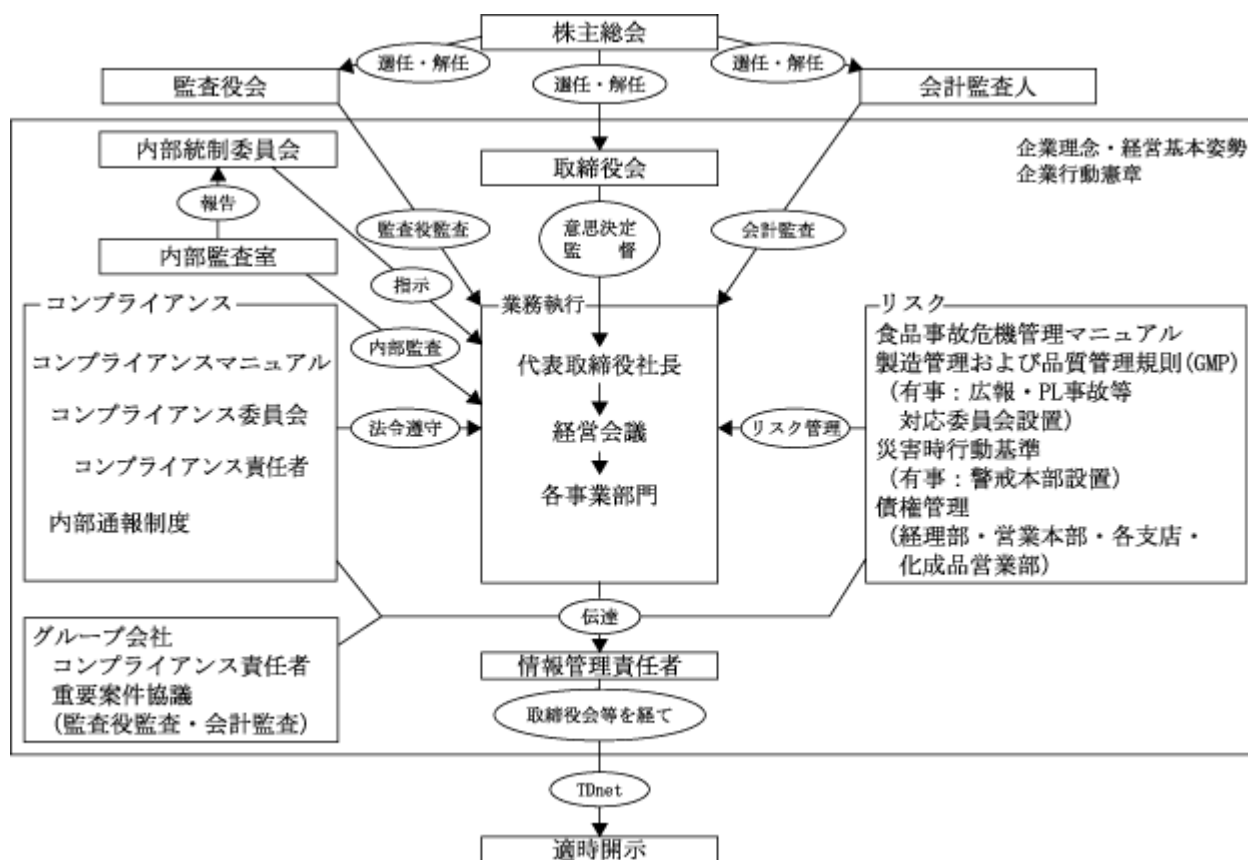 株主総会
選任・解任
選任・解任
選任・解任
監査役会
会計監査人
内部統制委員会
取締役会
企業理念・経営基本姿勢
企業行動憲章
報告
監査役監査
意思決定
監　　督
会計監査
内部監査室
指示
コンプライアンス
コンプライアンスマニュアル
コンプライアンス委員会
コンプライアンス責任者
内部通報制度
内部監査
法令遵守
業務執行
代表取締役社長
経営会議
各事業部門
リスク管理
リスク
食品事故危機管理マニュアル
製造管理および品質管理規則(GMP)
(有事：広報・PL事故等
対応委員会設置)
災害時行動基準
(有事：警戒本部設置)
債権管理
(経理部・営業本部・各支店・
化成品営業部)
伝達
グループ会社
コンプライアンス責任者
重要案件協議
(監査役監査・会計監査)
情報管理責任者
取締役会等を経て
TDnet
適時開示